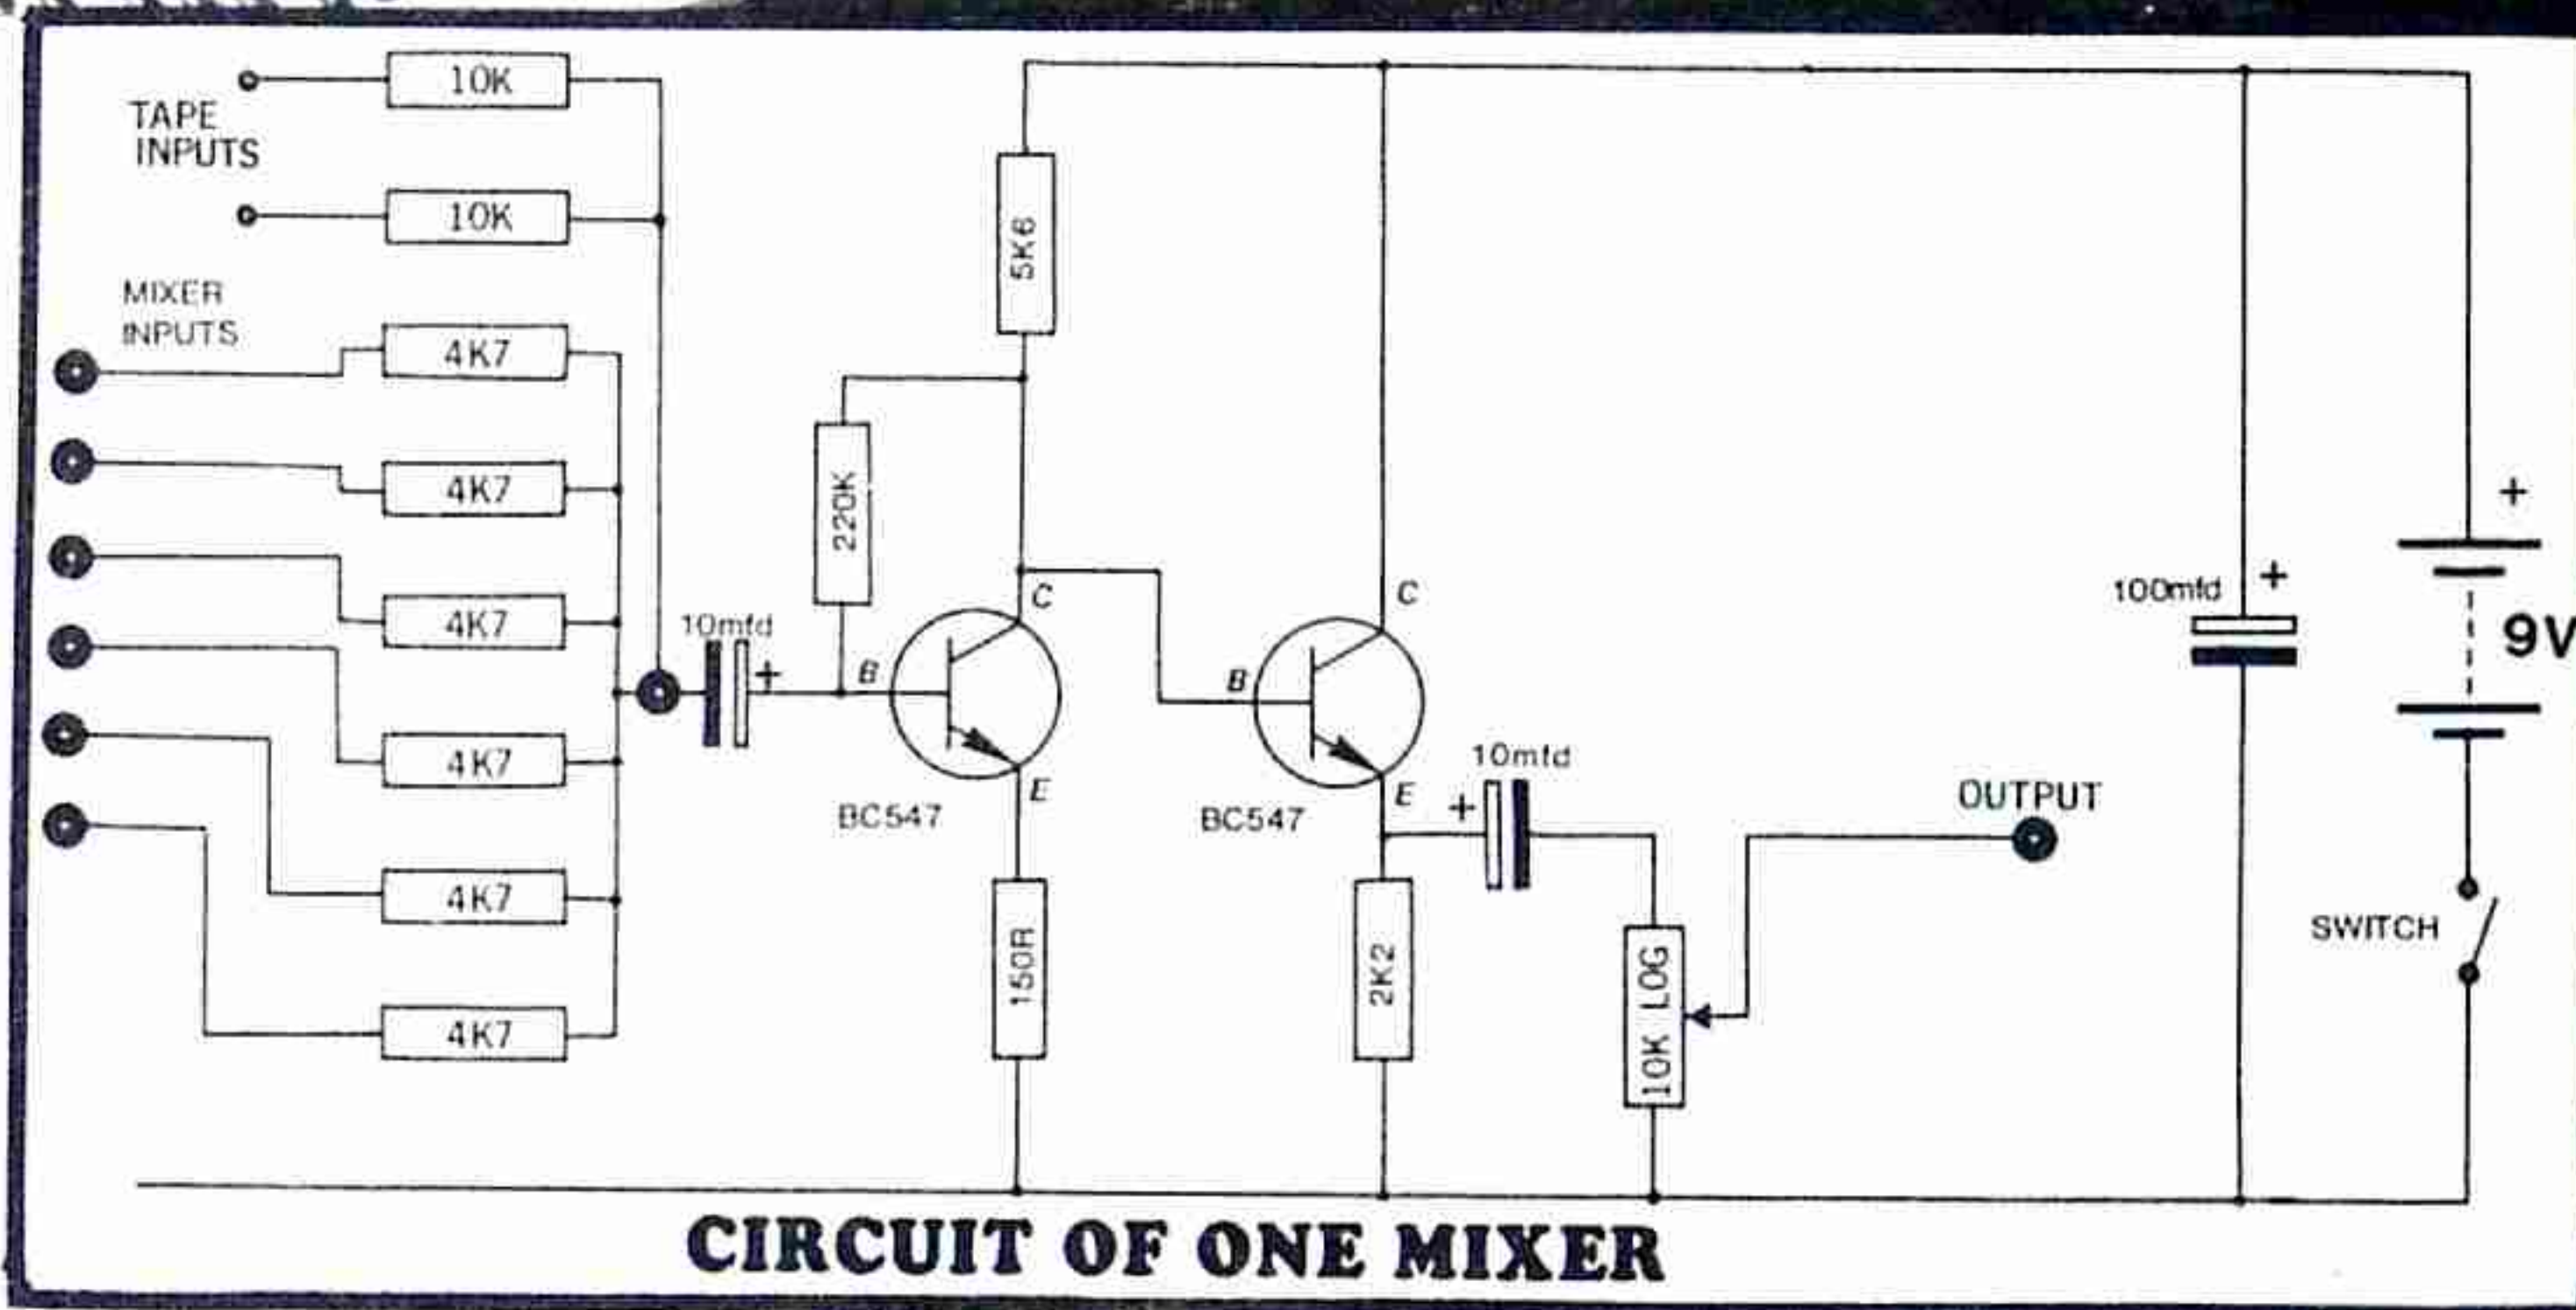 10K
TAPE
INPUTS
10K
MIXER
INPUTS
4K7
4K7
4K7
4K7
4K7
4K7
10mfd
+
220K
5K6
B
C
E
BC547
150R
B
C
E
BC547
2K2
10mfd
+
10K LOG
OUTPUT
100mfd
+
+
9V
SWITCH
CIRCUIT OF ONE MIXER